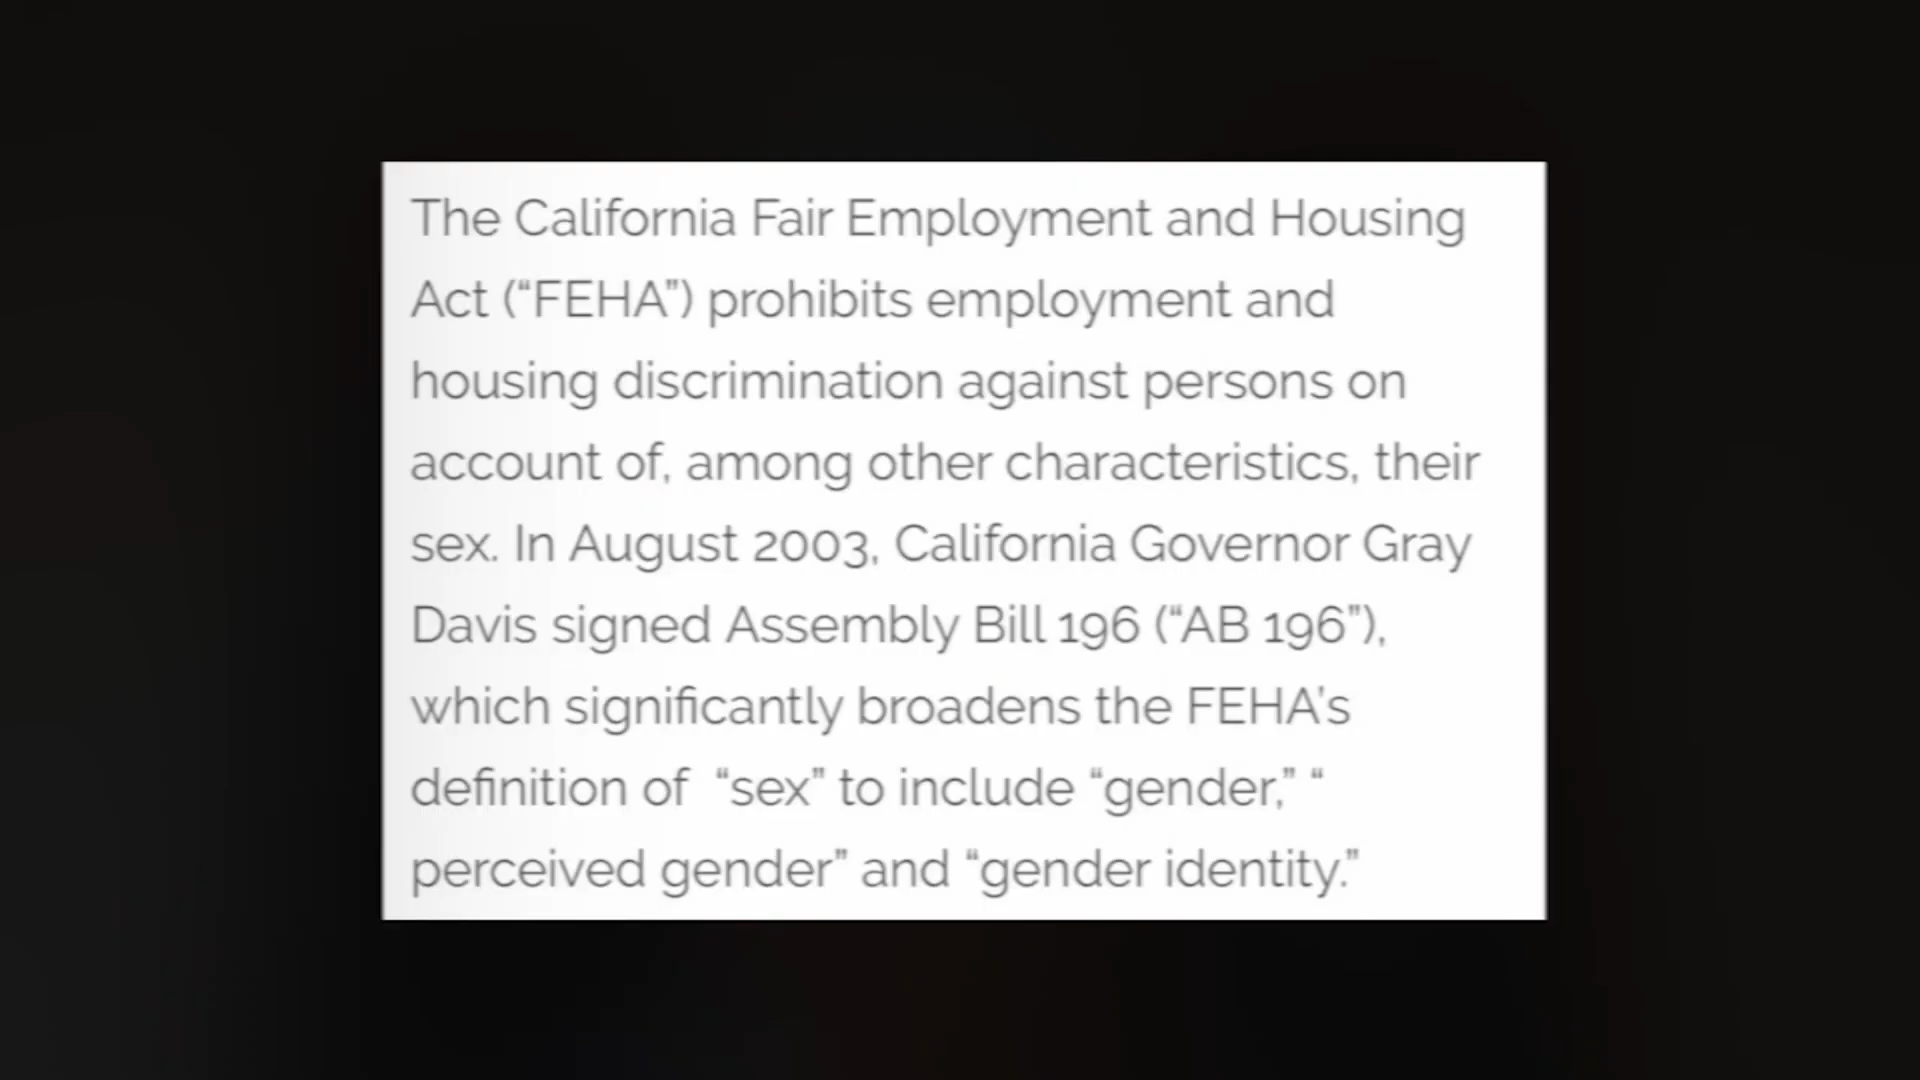 The California Fair Employment and Housing
Act (“FEHA”) prohibits employment and
housing discrimination against persons on
account of, among other characteristics, their
sex. In August 2003, California Governor Gray
Davis signed Assembly Bill 196 (“AB 196”),
which significantly broadens the FEHA’s
definition of  “sex” to include “gender,” “
perceived gender” and “gender identity.”